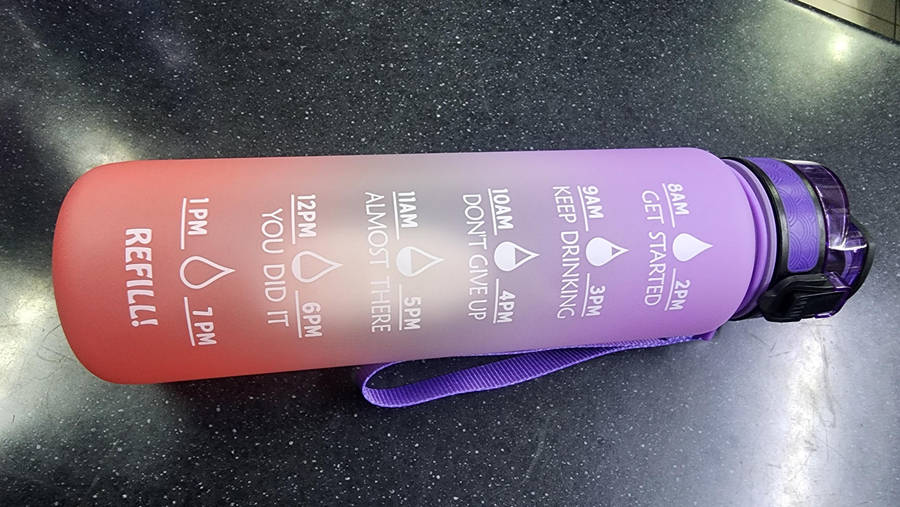 8AM 2PM
GET STARTED
9AM 3PM
KEEP DRINKING
10AM 4PM
DON'T GIVE UP
11AM 5PM
ALMOST THERE
12PM 6PM
YOU DID IT
1PM 7PM
REFILL!